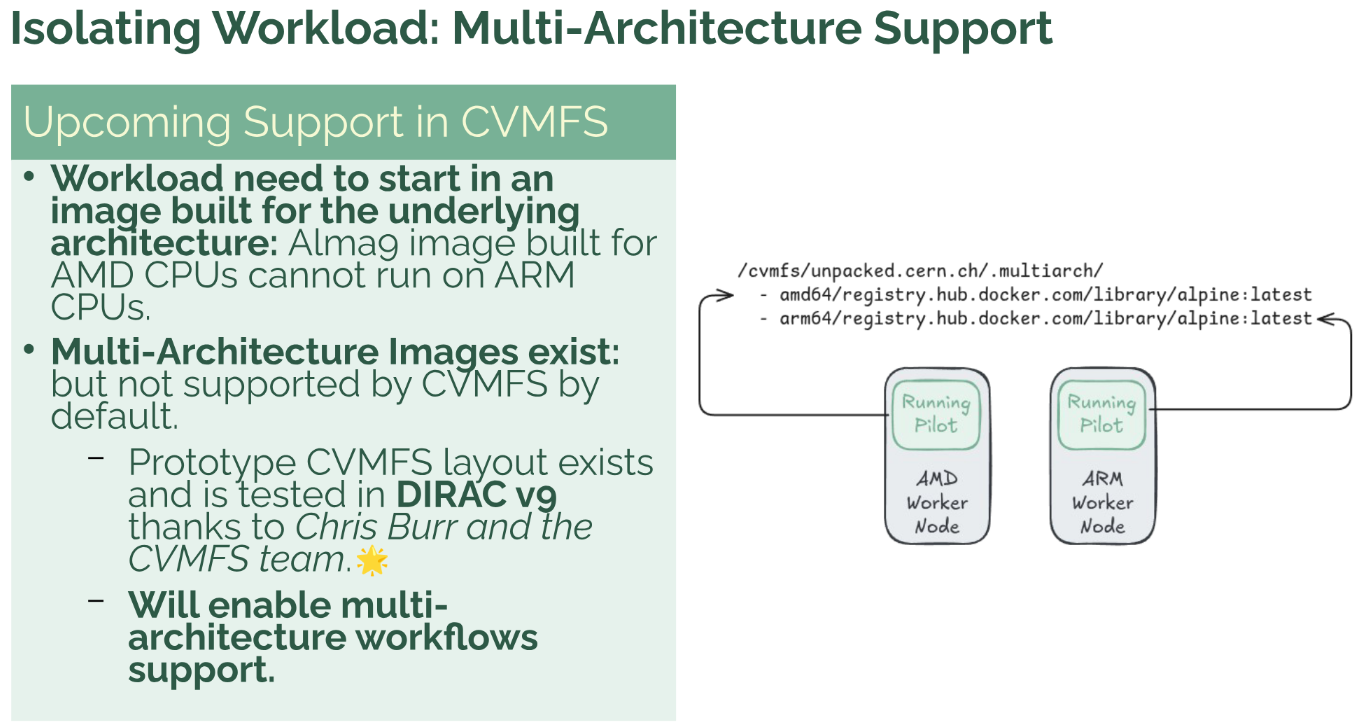 Isolating Workload: Multi-Architecture Support
Upcoming Support in CVMFS
• Workload need to start in an
image built for the underlying
architecture: Alma9 image built for
AMD CPUs cannot run on ARM
CPUs.
• Multi-Architecture Images exist:
but not supported by CVMFS by
default.
– Prototype CVMFS layout exists
and is tested in DIRAC v9
thanks to Chris Burr and the
CVMFS team.🌟
– Will enable multi-
architecture workflows
support.
/cvmfs/unpacked.cern.ch/.multiarch/
- amd64/registry.hub.docker.com/library/alpine:latest
- arm64/registry.hub.docker.com/library/alpine:latest
Running
Pilot
AMD
Worker
Node
Running
Pilot
ARM
Worker
Node